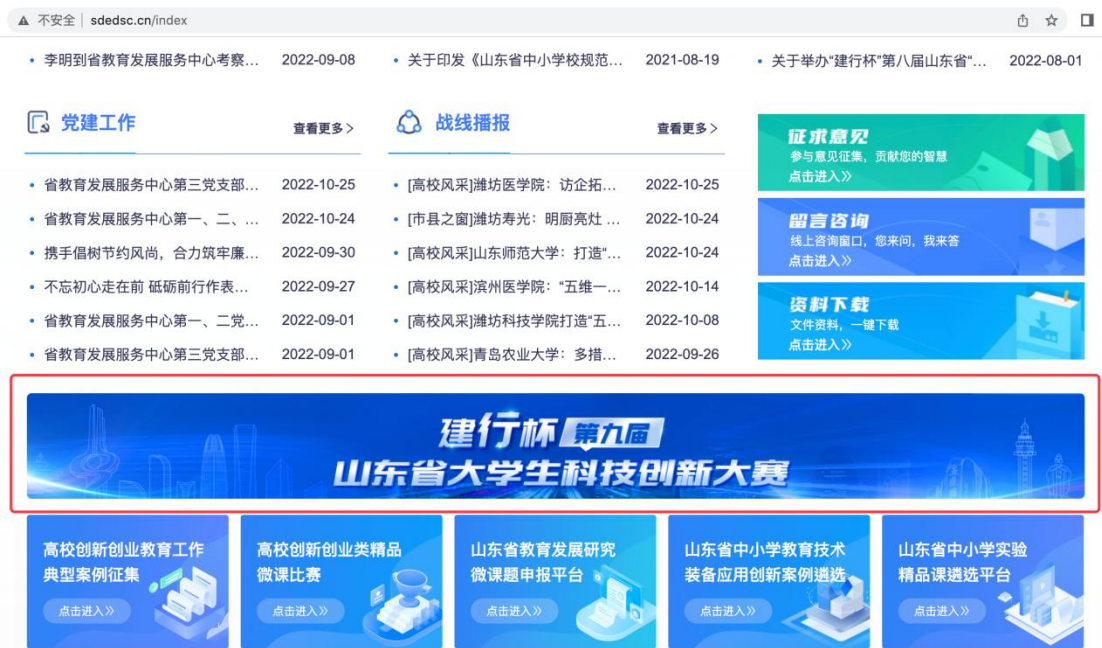 不安全 | sdedsc.cn/index
• 李明到省教育发展服务中心考察... 2022-09-08
• 关于印发《山东省中小学校规范... 2021-08-19
• 关于举办“建行杯”第八届山东省“... 2022-08-01
党建工作 查看更多>
• 省教育发展服务中心第三党支部... 2022-10-25
• 省教育发展服务中心第一、二、... 2022-10-24
• 携手倡树节约风尚，合力筑牢廉... 2022-09-30
• 不忘初心走在前 砥砺前行作表... 2022-09-27
• 省教育发展服务中心第一、二党... 2022-09-01
• 省教育发展服务中心第三党支部... 2022-09-01
战线播报 查看更多>
• [高校风采]潍坊医学院：访企拓... 2022-10-25
• [市县之窗]潍坊寿光：明厨亮灶 ... 2022-10-24
• [高校风采]山东师范大学：打造“... 2022-10-24
• [高校风采]滨州医学院：“五维一... 2022-10-14
• [高校风采]潍坊科技学院打造“五... 2022-10-08
• [高校风采]青岛农业大学：多措... 2022-09-26
征求意见
参与意见征集，贡献您的智慧
点击进入》
留言咨询
线上咨询窗口，您来问，我来答
点击进入》
资料下载
文件资料，一键下载
点击进入》
建行杯 第九届
山东省大学生科技创新大赛
高校创新创业教育工作
典型案例征集
点击进入》
高校创新创业类精品
微课比赛
点击进入》
山东省教育发展研究
微课题申报平台
点击进入》
山东省中小学教育技术
装备应用创新案例遴选
点击进入》
山东省中小学实验
精品课遴选平台
点击进入》